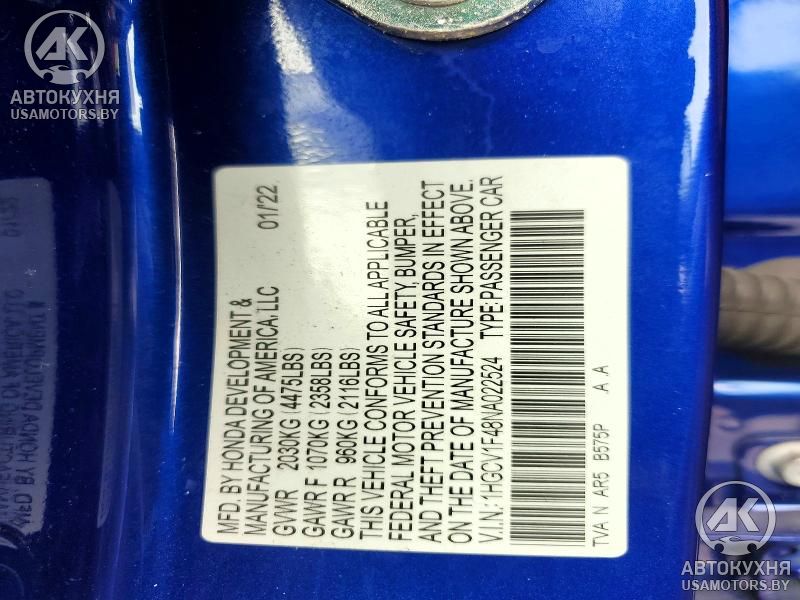 AK
АВТОКУХНЯ
USAMOTORS.BY
MFD. BY HONDA DEVELOPMENT &
MANUFACTURING OF AMERICA, LLC 01/22
GVWR 2030KG (4475LBS)
GAWR F 1070KG (2358LBS)
GAWR R 960KG (2116LBS)
THIS VEHICLE CONFORMS TO ALL APPLICABLE
FEDERAL MOTOR VEHICLE SAFETY, BUMPER,
AND THEFT PREVENTION STANDARDS IN EFFECT
ON THE DATE OF MANUFACTURE SHOWN ABOVE.
V.I.N.: 1HGCV1F48NA022524 TYPE: PASSENGER CAR
TVA N AR5 B575P A A
AK
АВТОКУХНЯ
USAMOTORS.BY